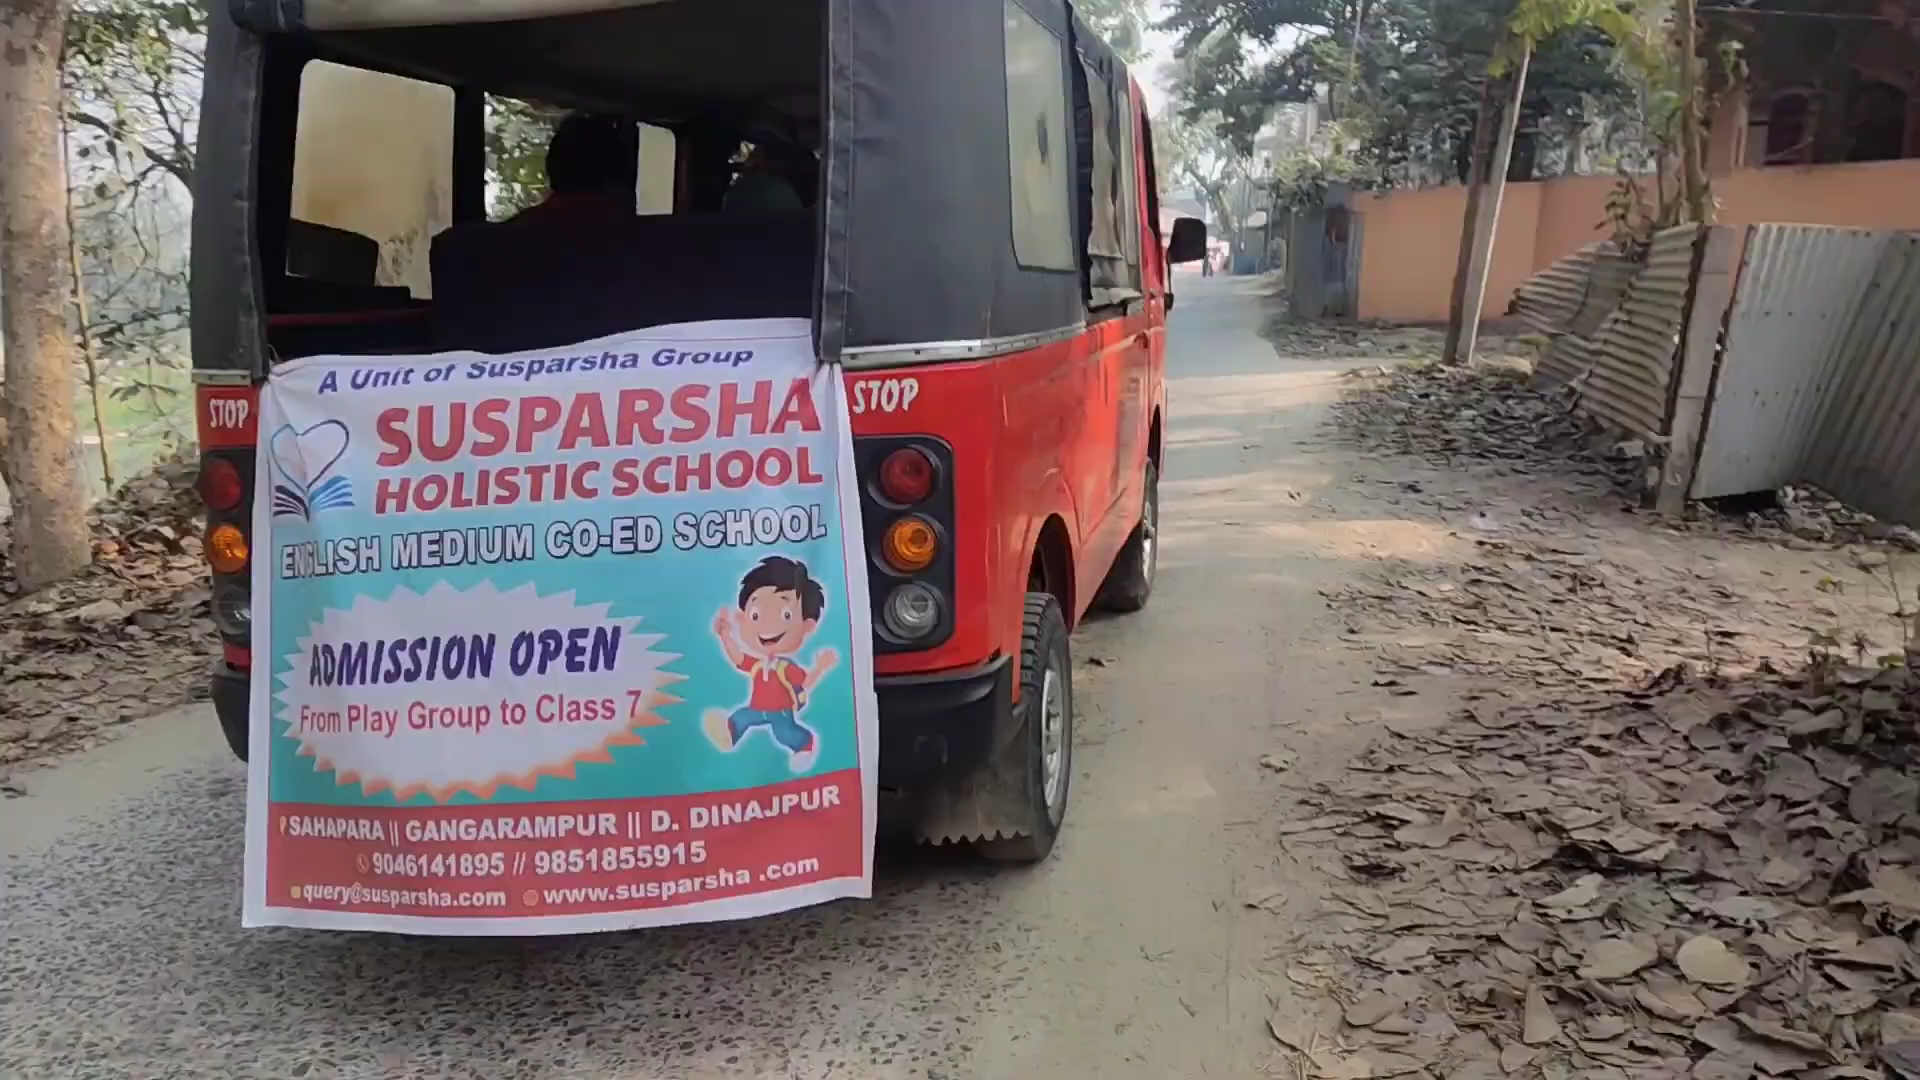 A Unit of Susparsha Group
SUSPARSHA
HOLISTIC SCHOOL
ENGLISH MEDIUM CO-ED SCHOOL
ADMISSION OPEN
From Play Group to Class 7
SAHAPARA || GANGARAMPUR || D. DINAJPUR
9046141895 // 9851855915
query@susparsha.com www.susparsha .com
STOP
STOP